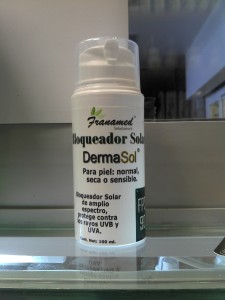 Franamed
Bloqueador Solar
DermaSol®
Para piel: normal,
seca o sensible.
Bloqueador Solar
de amplio
espectro,
protege contra
los rayos UVB y
UVA.
Cont. Net: 100 ml.